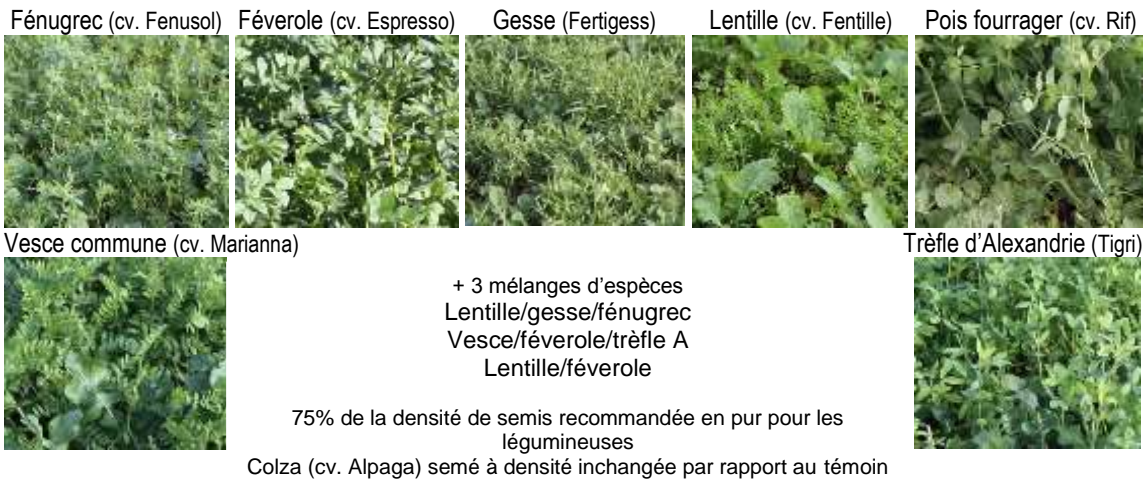 Fénugrec (cv. Fenusol)
Féverole (cv. Espresso)
Gesse (Fertigess)
Lentille (cv. Fentille)
Pois fourrager (cv. Rif)
Vesce commune (cv. Marianna)
Trèfle d'Alexandrie (Tigri)
+ 3 mélanges d'espèces
Lentille/gesse/fénugrec
Vesce/féverole/trèfle A
Lentille/féverole
75% de la densité de semis recommandée en pur pour les
légumineuses
Colza (cv. Alpaga) semé à densité inchangée par rapport au témoin